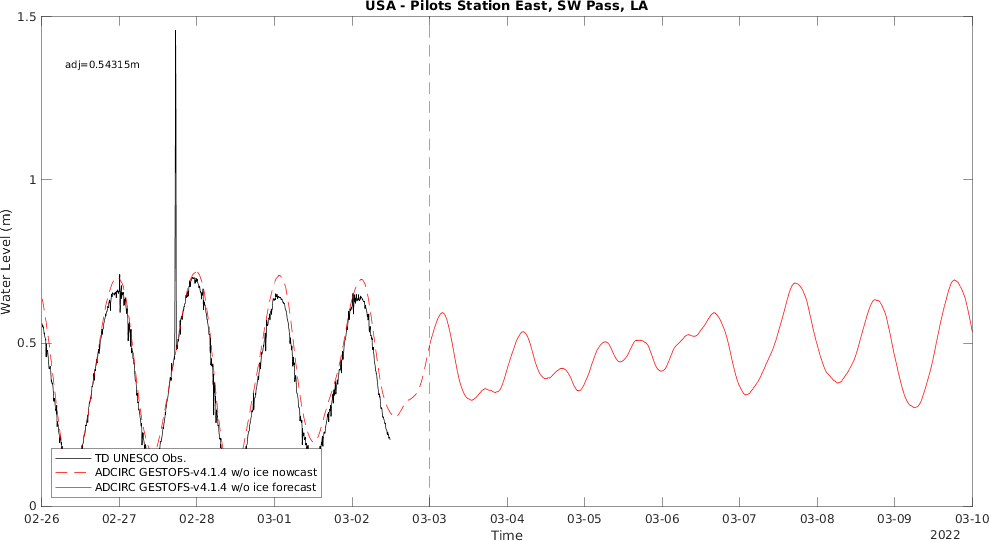 USA - Pilots Station East, SW Pass, LA
1.5
adj=0.54315m
1
Water Level (m)
0.5
TD UNESCO Obs.
ADCIRC GESTOFS-v4.1.4 w/o ice nowcast
ADCIRC GESTOFS-v4.1.4 w/o ice forecast
0
02-26 02-27 02-28 03-01 03-02 03-03 03-04 03-05 03-06 03-07 03-08 03-09 03-10
Time
2022